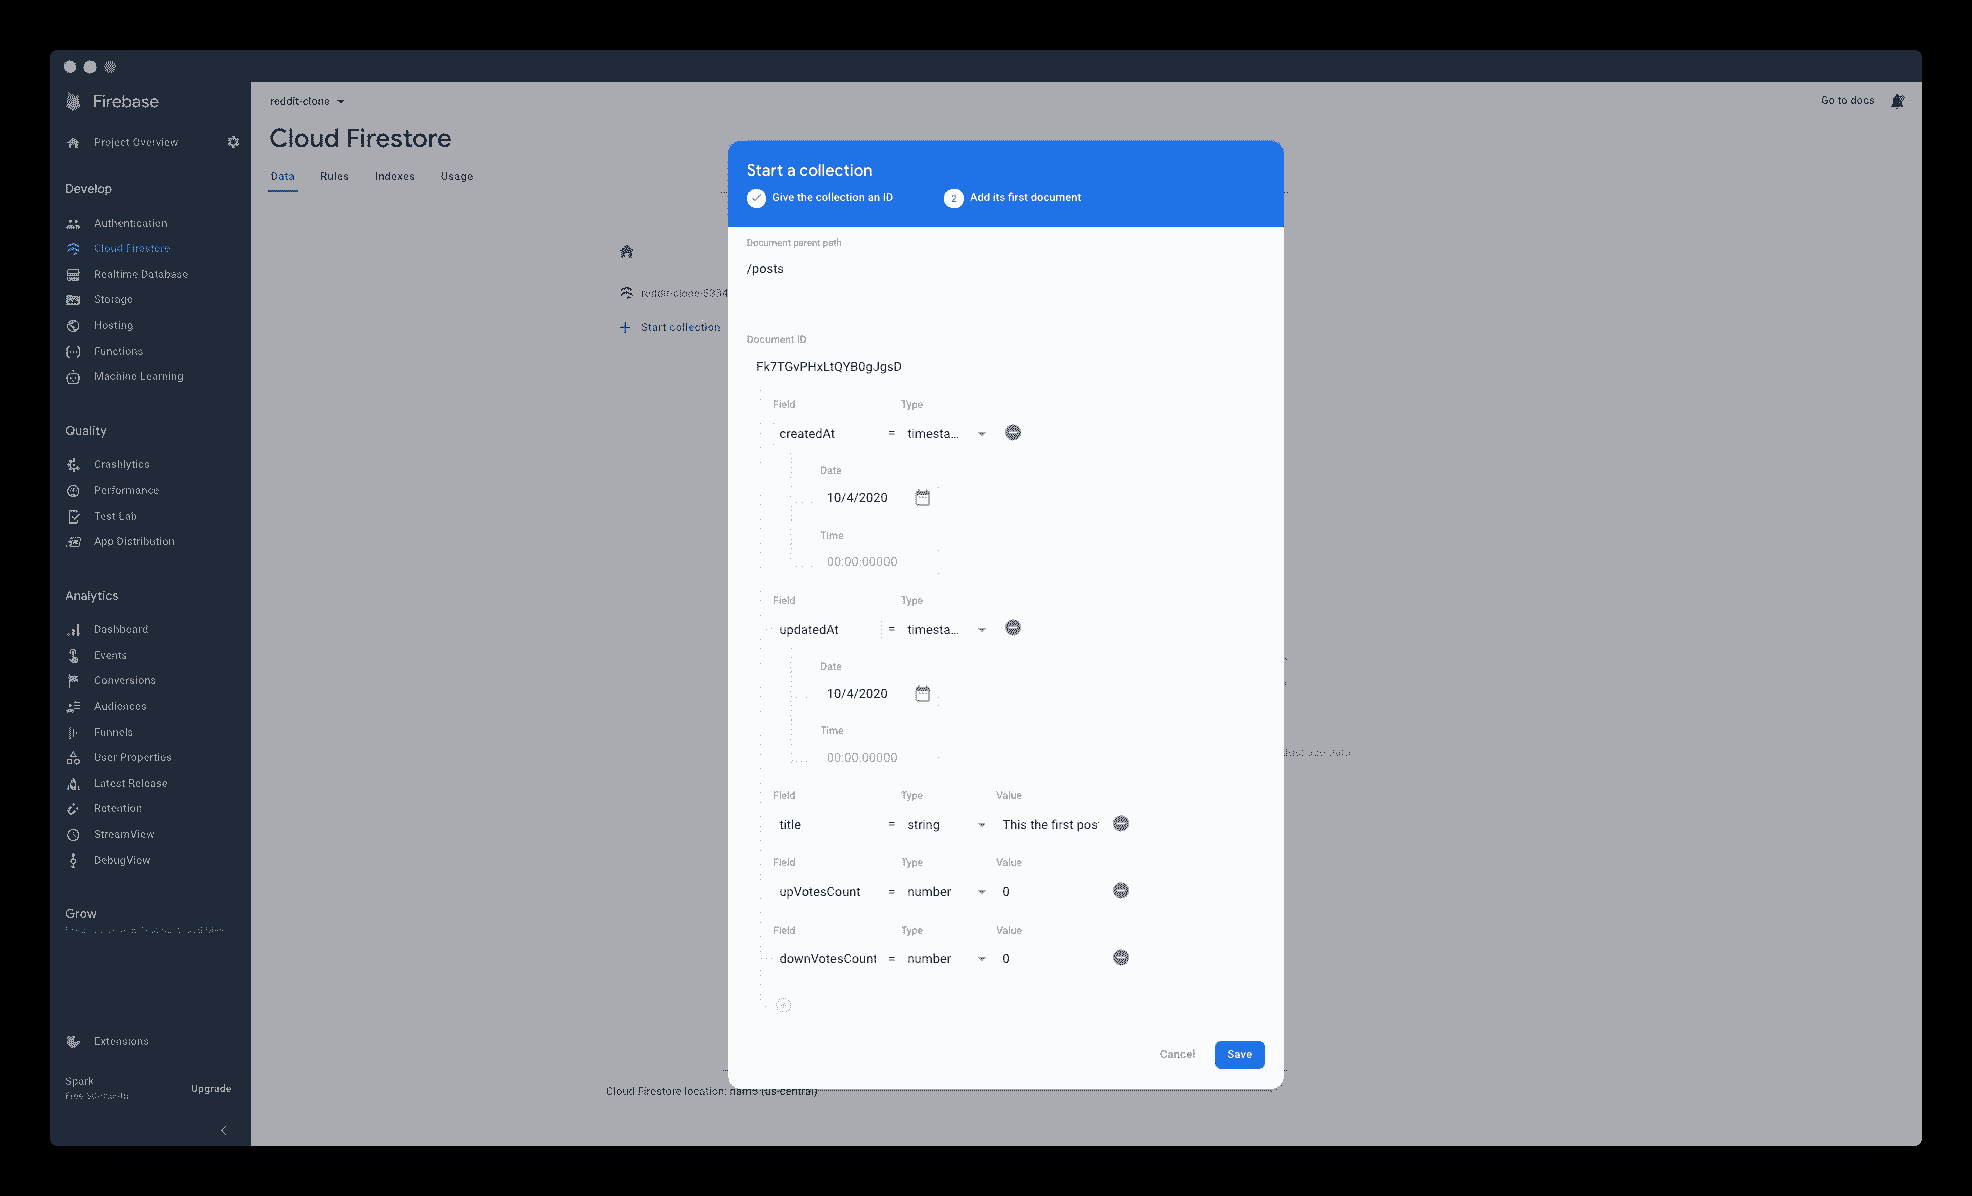 Firebase
Project Overview
Develop
Authentication
Cloud Firestore
Realtime Database
Storage
Hosting
Functions
Machine Learning
Quality
Crashlytics
Performance
Test Lab
App Distribution
Analytics
Dashboard
Events
Conversions
Audiences
Funnels
User Properties
Latest Release
Retention
StreamView
DebugView
Grow
Extensions
Spark
Upgrade
reddit-clone
Go to docs
Cloud Firestore
Data Rules Indexes Usage
Start collection
Cloud Firestore location: nam5 (us-central)
Start a collection
Give the collection an ID
2 Add its first document
Document parent path
/posts
Document ID
Fk7TGvPHxLtQYB0gJgsD
Field Type
createdAt = timesta...
Date
10/4/2020
Time
00:00:00000
Field Type
updatedAt = timesta...
Date
10/4/2020
Time
00:00:00000
Field Type Value
title = string This the first pos
Field Type Value
upVotesCount = number 0
Field Type Value
downVotesCount = number 0
Cancel Save